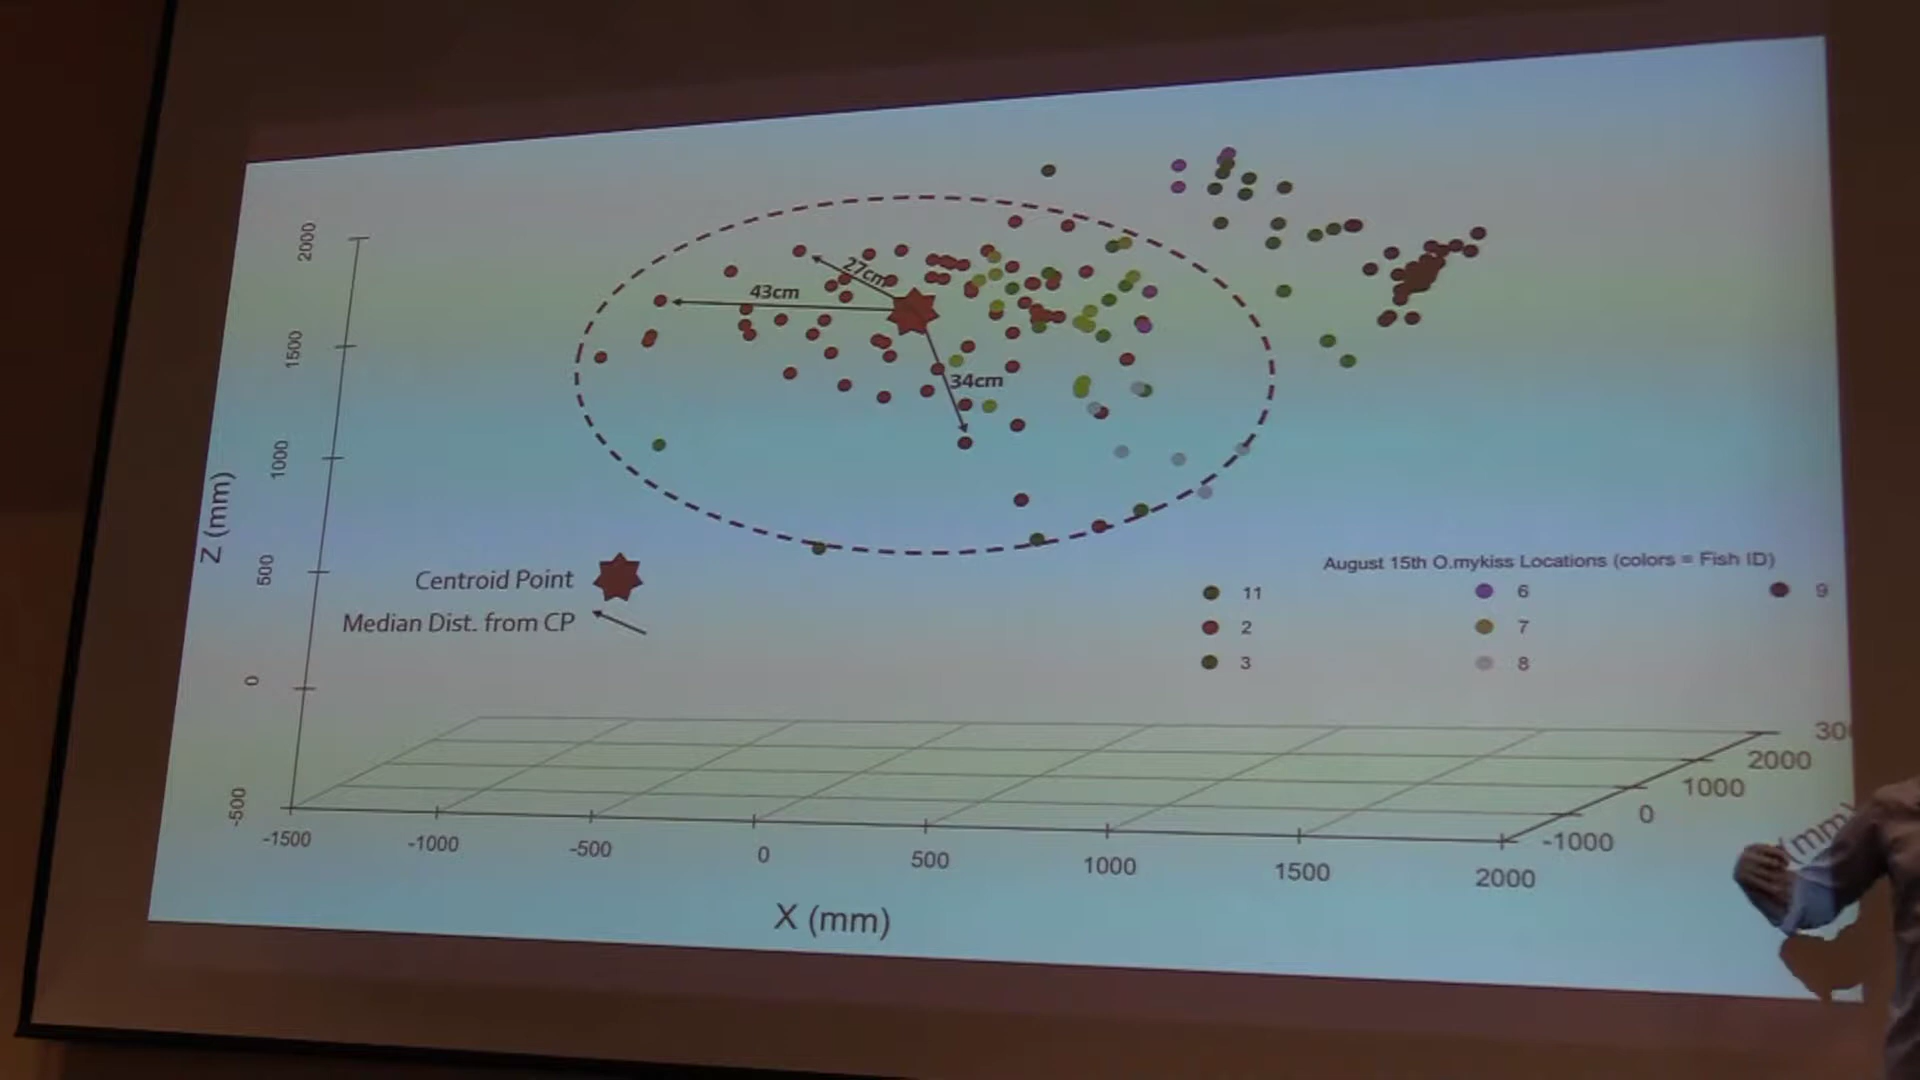 2000
1500
1000
500
0
-500
Z (mm)
27cm
43cm
34cm
Centroid Point
Median Dist. from CP
August 15th O.mykiss Locations (colors = Fish ID)
11 6 9
2 7
3 8
-1500 -1000 -500 0 500 1000 1500 2000
X (mm)
-1000 0 1000 2000
(mm)